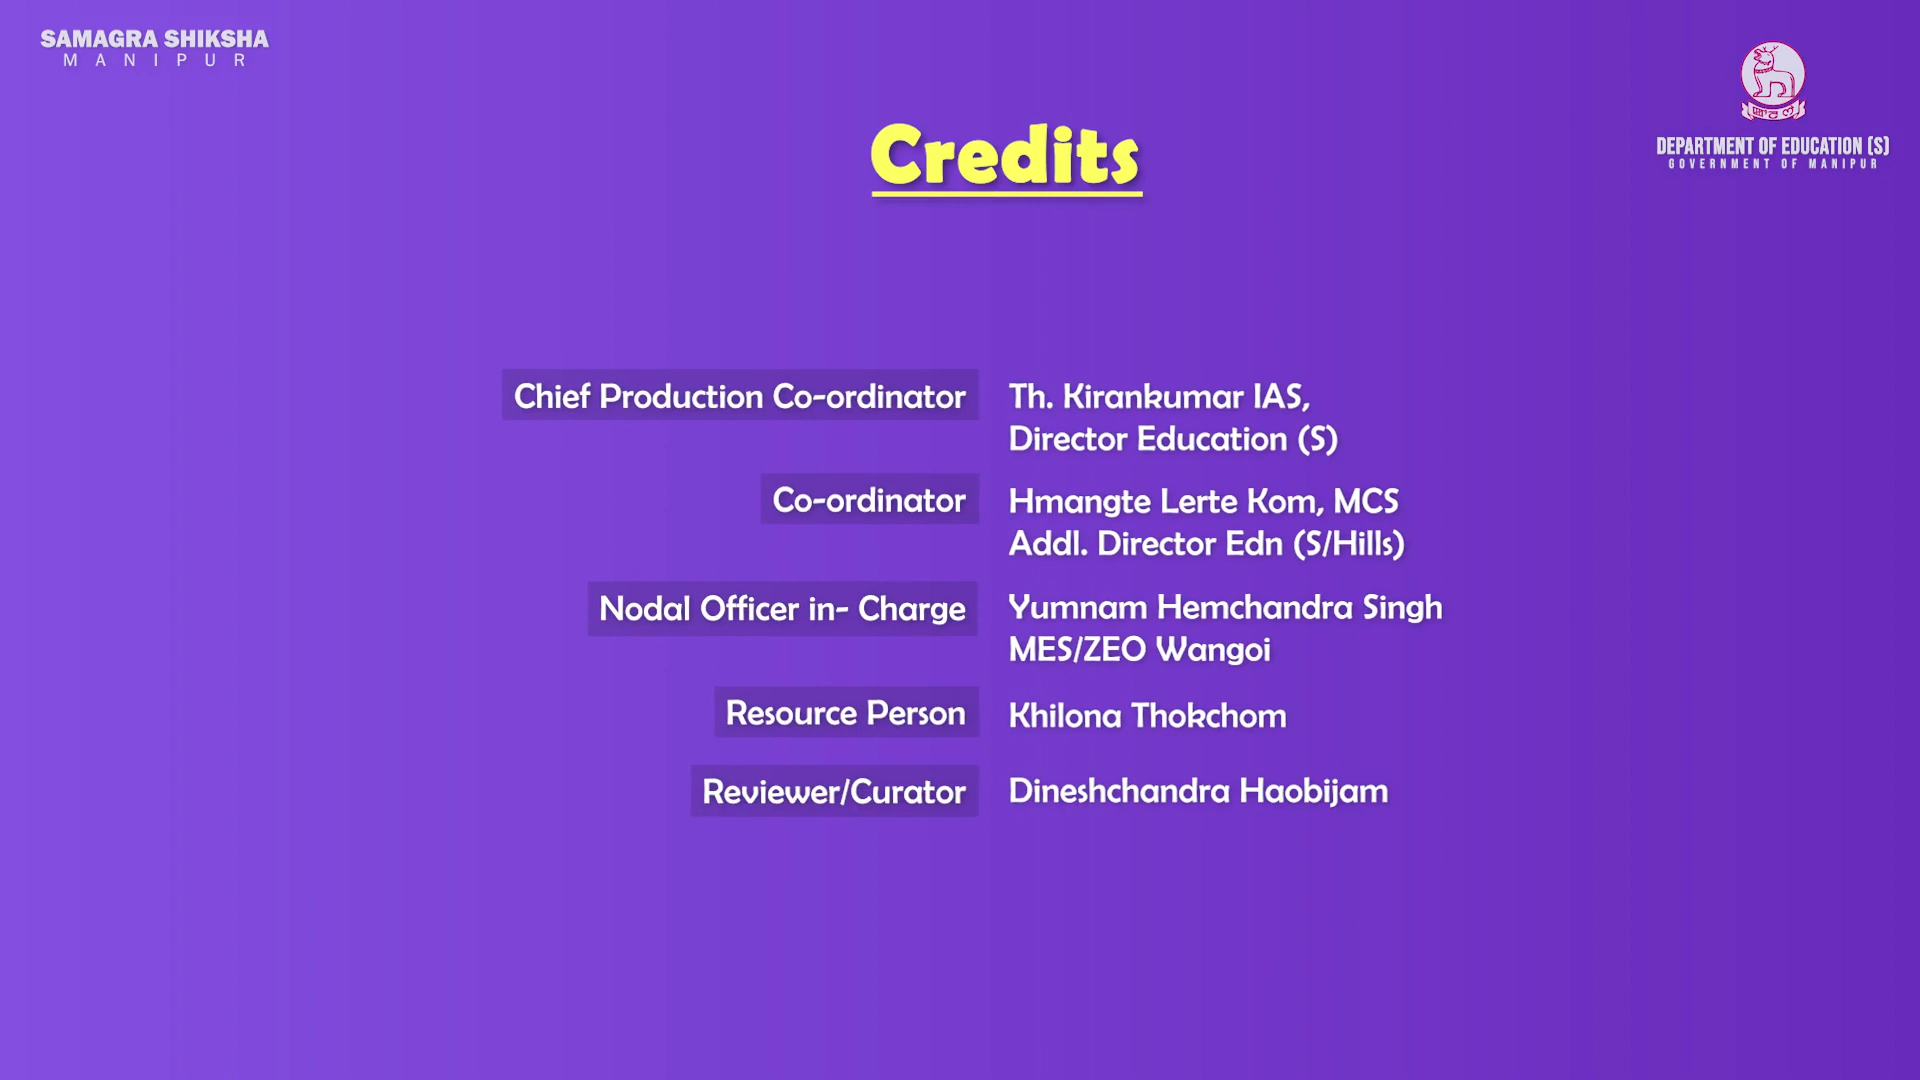 SAMAGRA SHIKSHA
MANIPUR
DEPARTMENT OF EDUCATION (S)
GOVERNMENT OF MANIPUR
Credits
Chief Production Co-ordinator
Th. Kirankumar IAS,
Director Education (S)
Co-ordinator
Hmangte Lerte Kom, MCS
Addl. Director Edn (S/Hills)
Nodal Officer in- Charge
Yumnam Hemchandra Singh
MES/ZEO Wangoi
Resource Person
Khilona Thokchom
Reviewer/Curator
Dineshchandra Haobijam